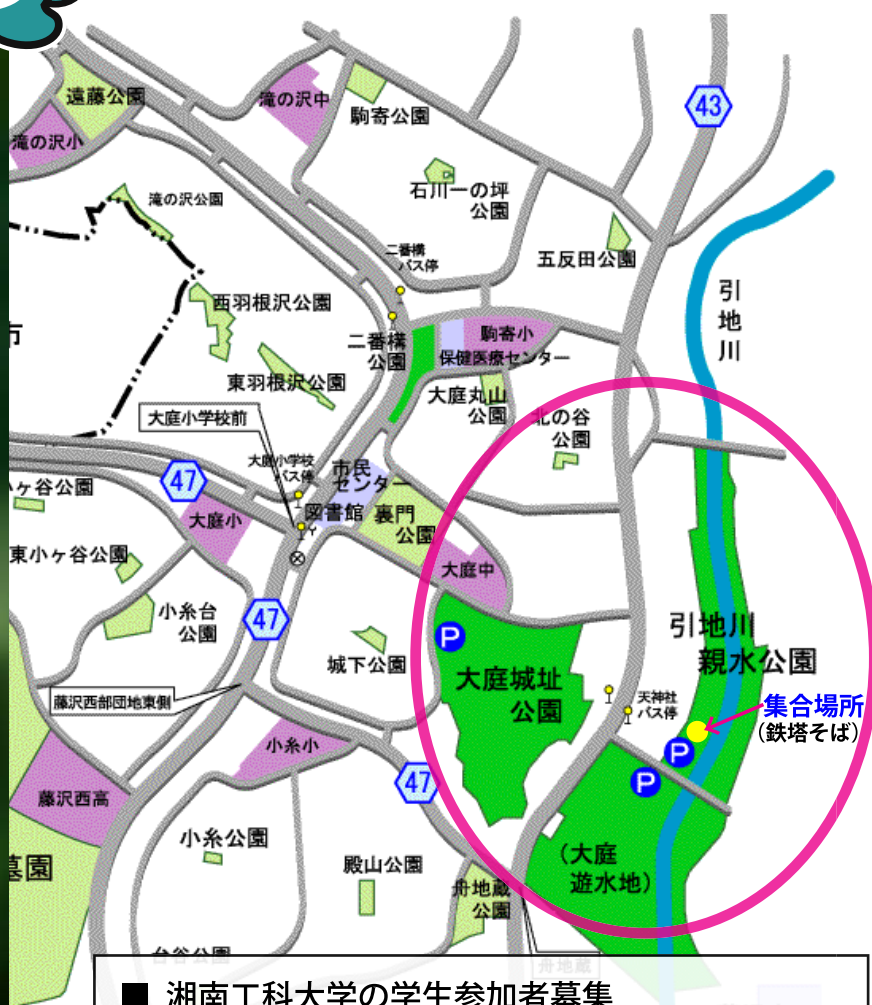 遠藤公園
滝の沢小
滝の沢中
駒寄公園
43
滝の沢公園
石川一の坪
公園
二番構
バス停
五反田公園
引
地
川
市
西羽根沢公園
二番構
公園
駒寄小
保健医療センター
東羽根沢公園
大庭丸山
公園
大庭小学校前
北の谷
公園
大庭小学校
バス停
市民
センター
47
ヶ谷公園
大庭小
図書館
裏門
公園
東小ヶ谷公園
大庭中
小糸台
公園
47
引地川
親水公園
P
城下公園
大庭城址
公園
藤沢西部団地東側
天神社
バス停
集合場所
(鉄塔そば)
小糸小
P
P
47
藤沢西高
小糸公園
殿山公園
(大庭
遊水地)
墓園
舟地蔵
公園
台谷公園
舟地蔵
■ 湘南工科大学の学生参加者募集